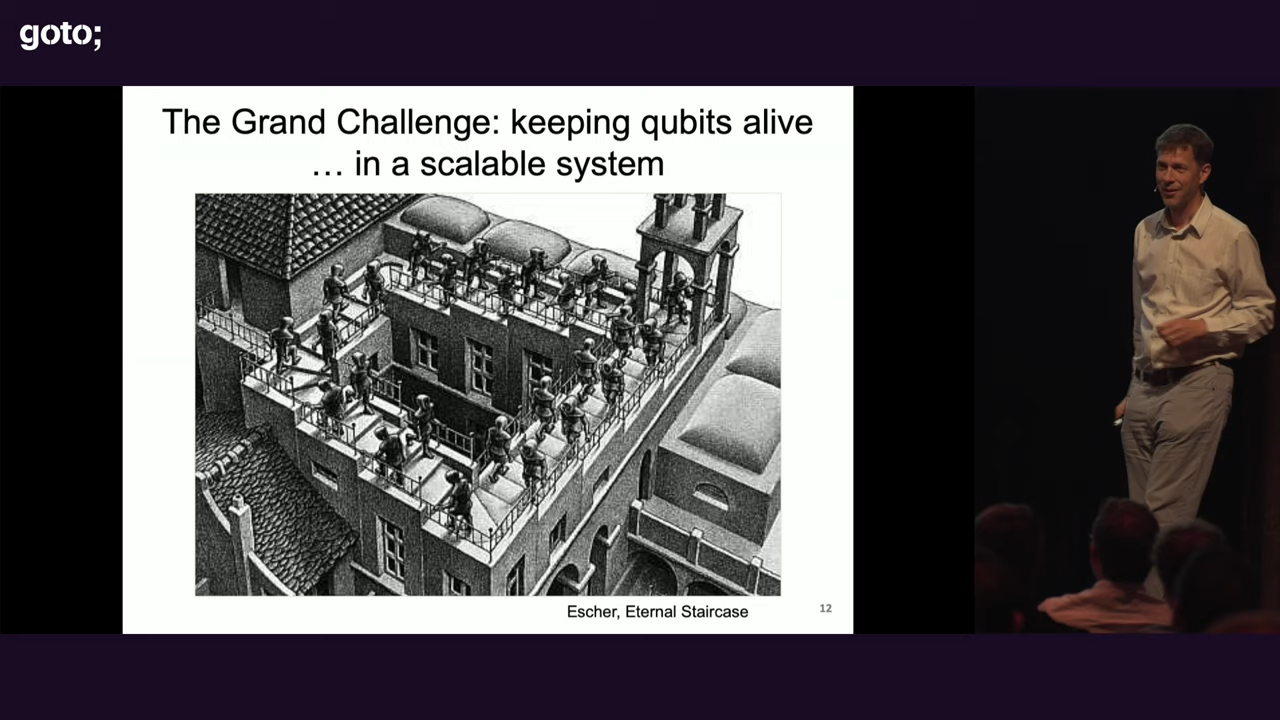 goto;
The Grand Challenge: keeping qubits alive
… in a scalable system
Escher, Eternal Staircase
12